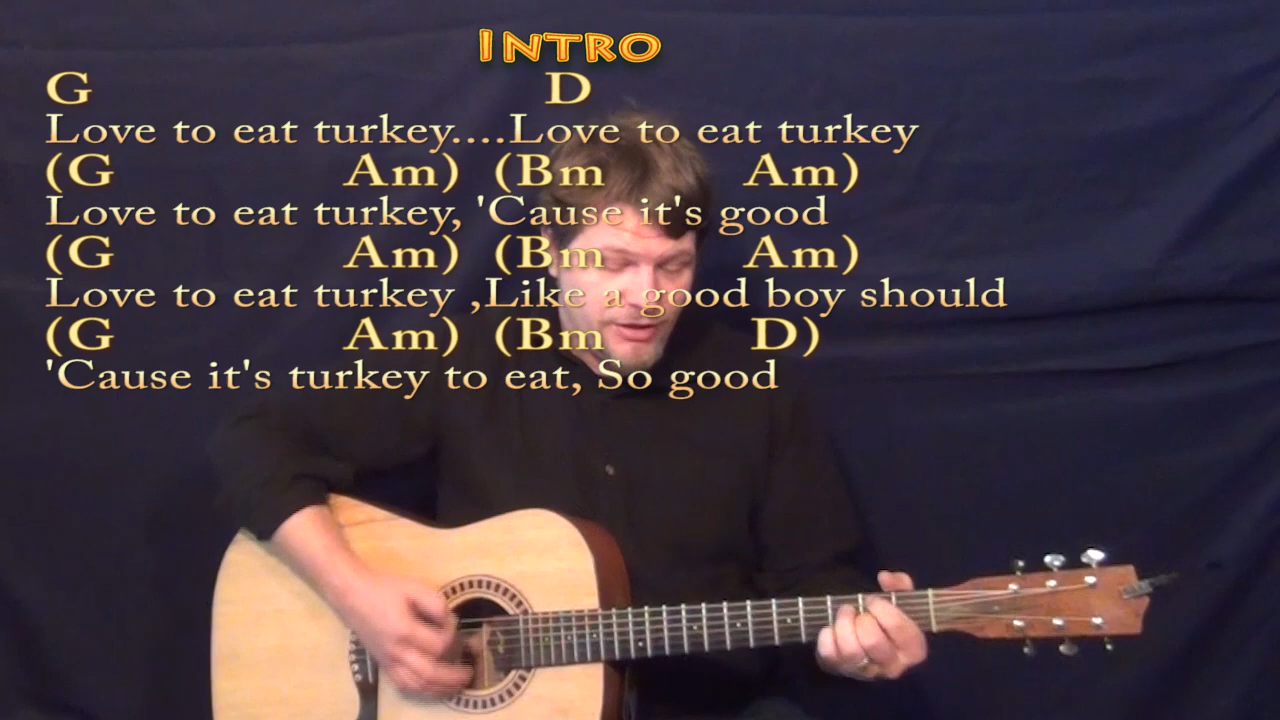 INTRO
G D
Love to eat turkey....Love to eat turkey
(G Am) (Bm Am)
Love to eat turkey, 'Cause it's good
(G Am) (Bm Am)
Love to eat turkey ,Like a good boy should
(G Am) (Bm D)
'Cause it's turkey to eat, So good